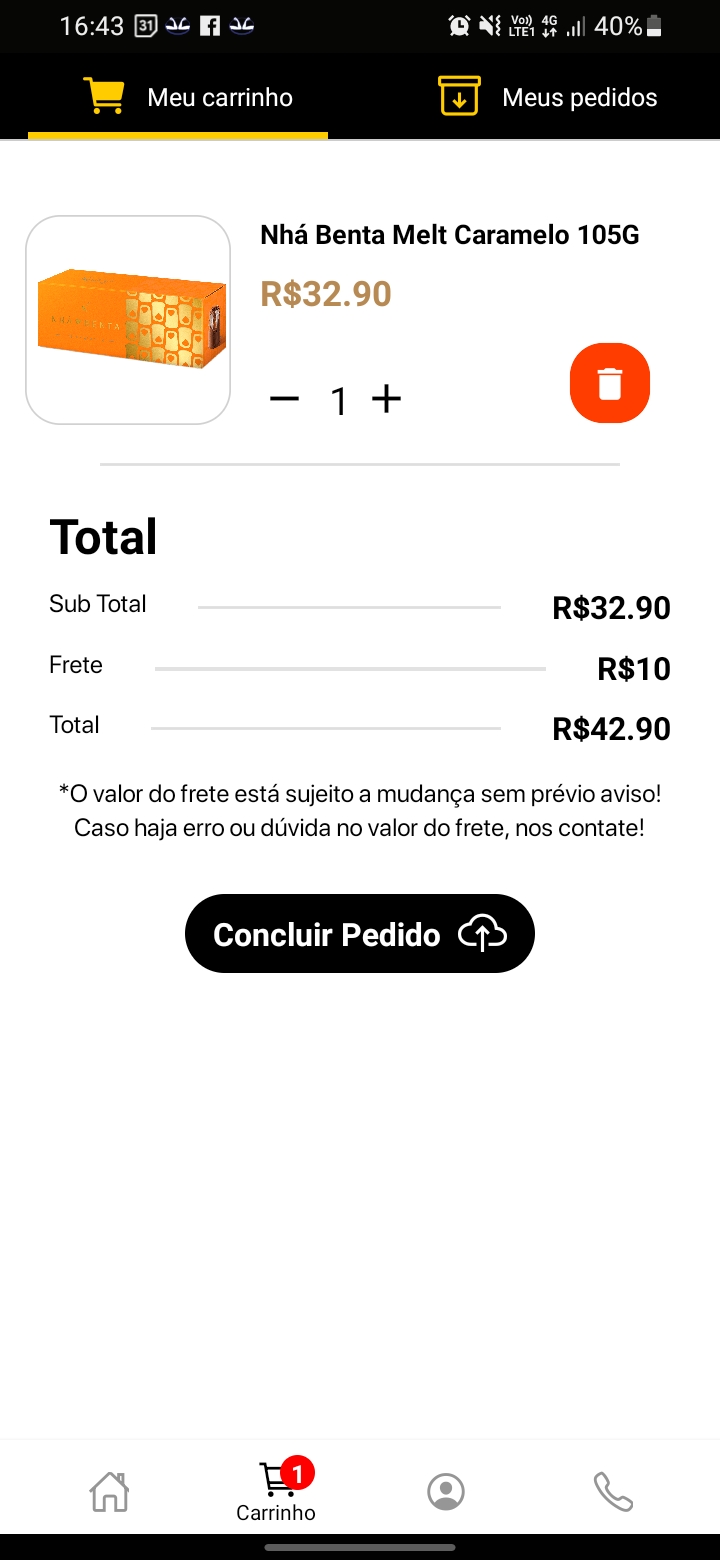 16:43 31 Vo)) LTE1 4G 40%
Meu carrinho Meus pedidos
Nhá Benta Melt Caramelo 105G
R$32.90
NHÁ BENTA
1
Total
Sub Total R$32.90
Frete R$10
Total R$42.90
*O valor do frete está sujeito a mudança sem prévio aviso!
Caso haja erro ou dúvida no valor do frete, nos contate!
Concluir Pedido
1
Carrinho